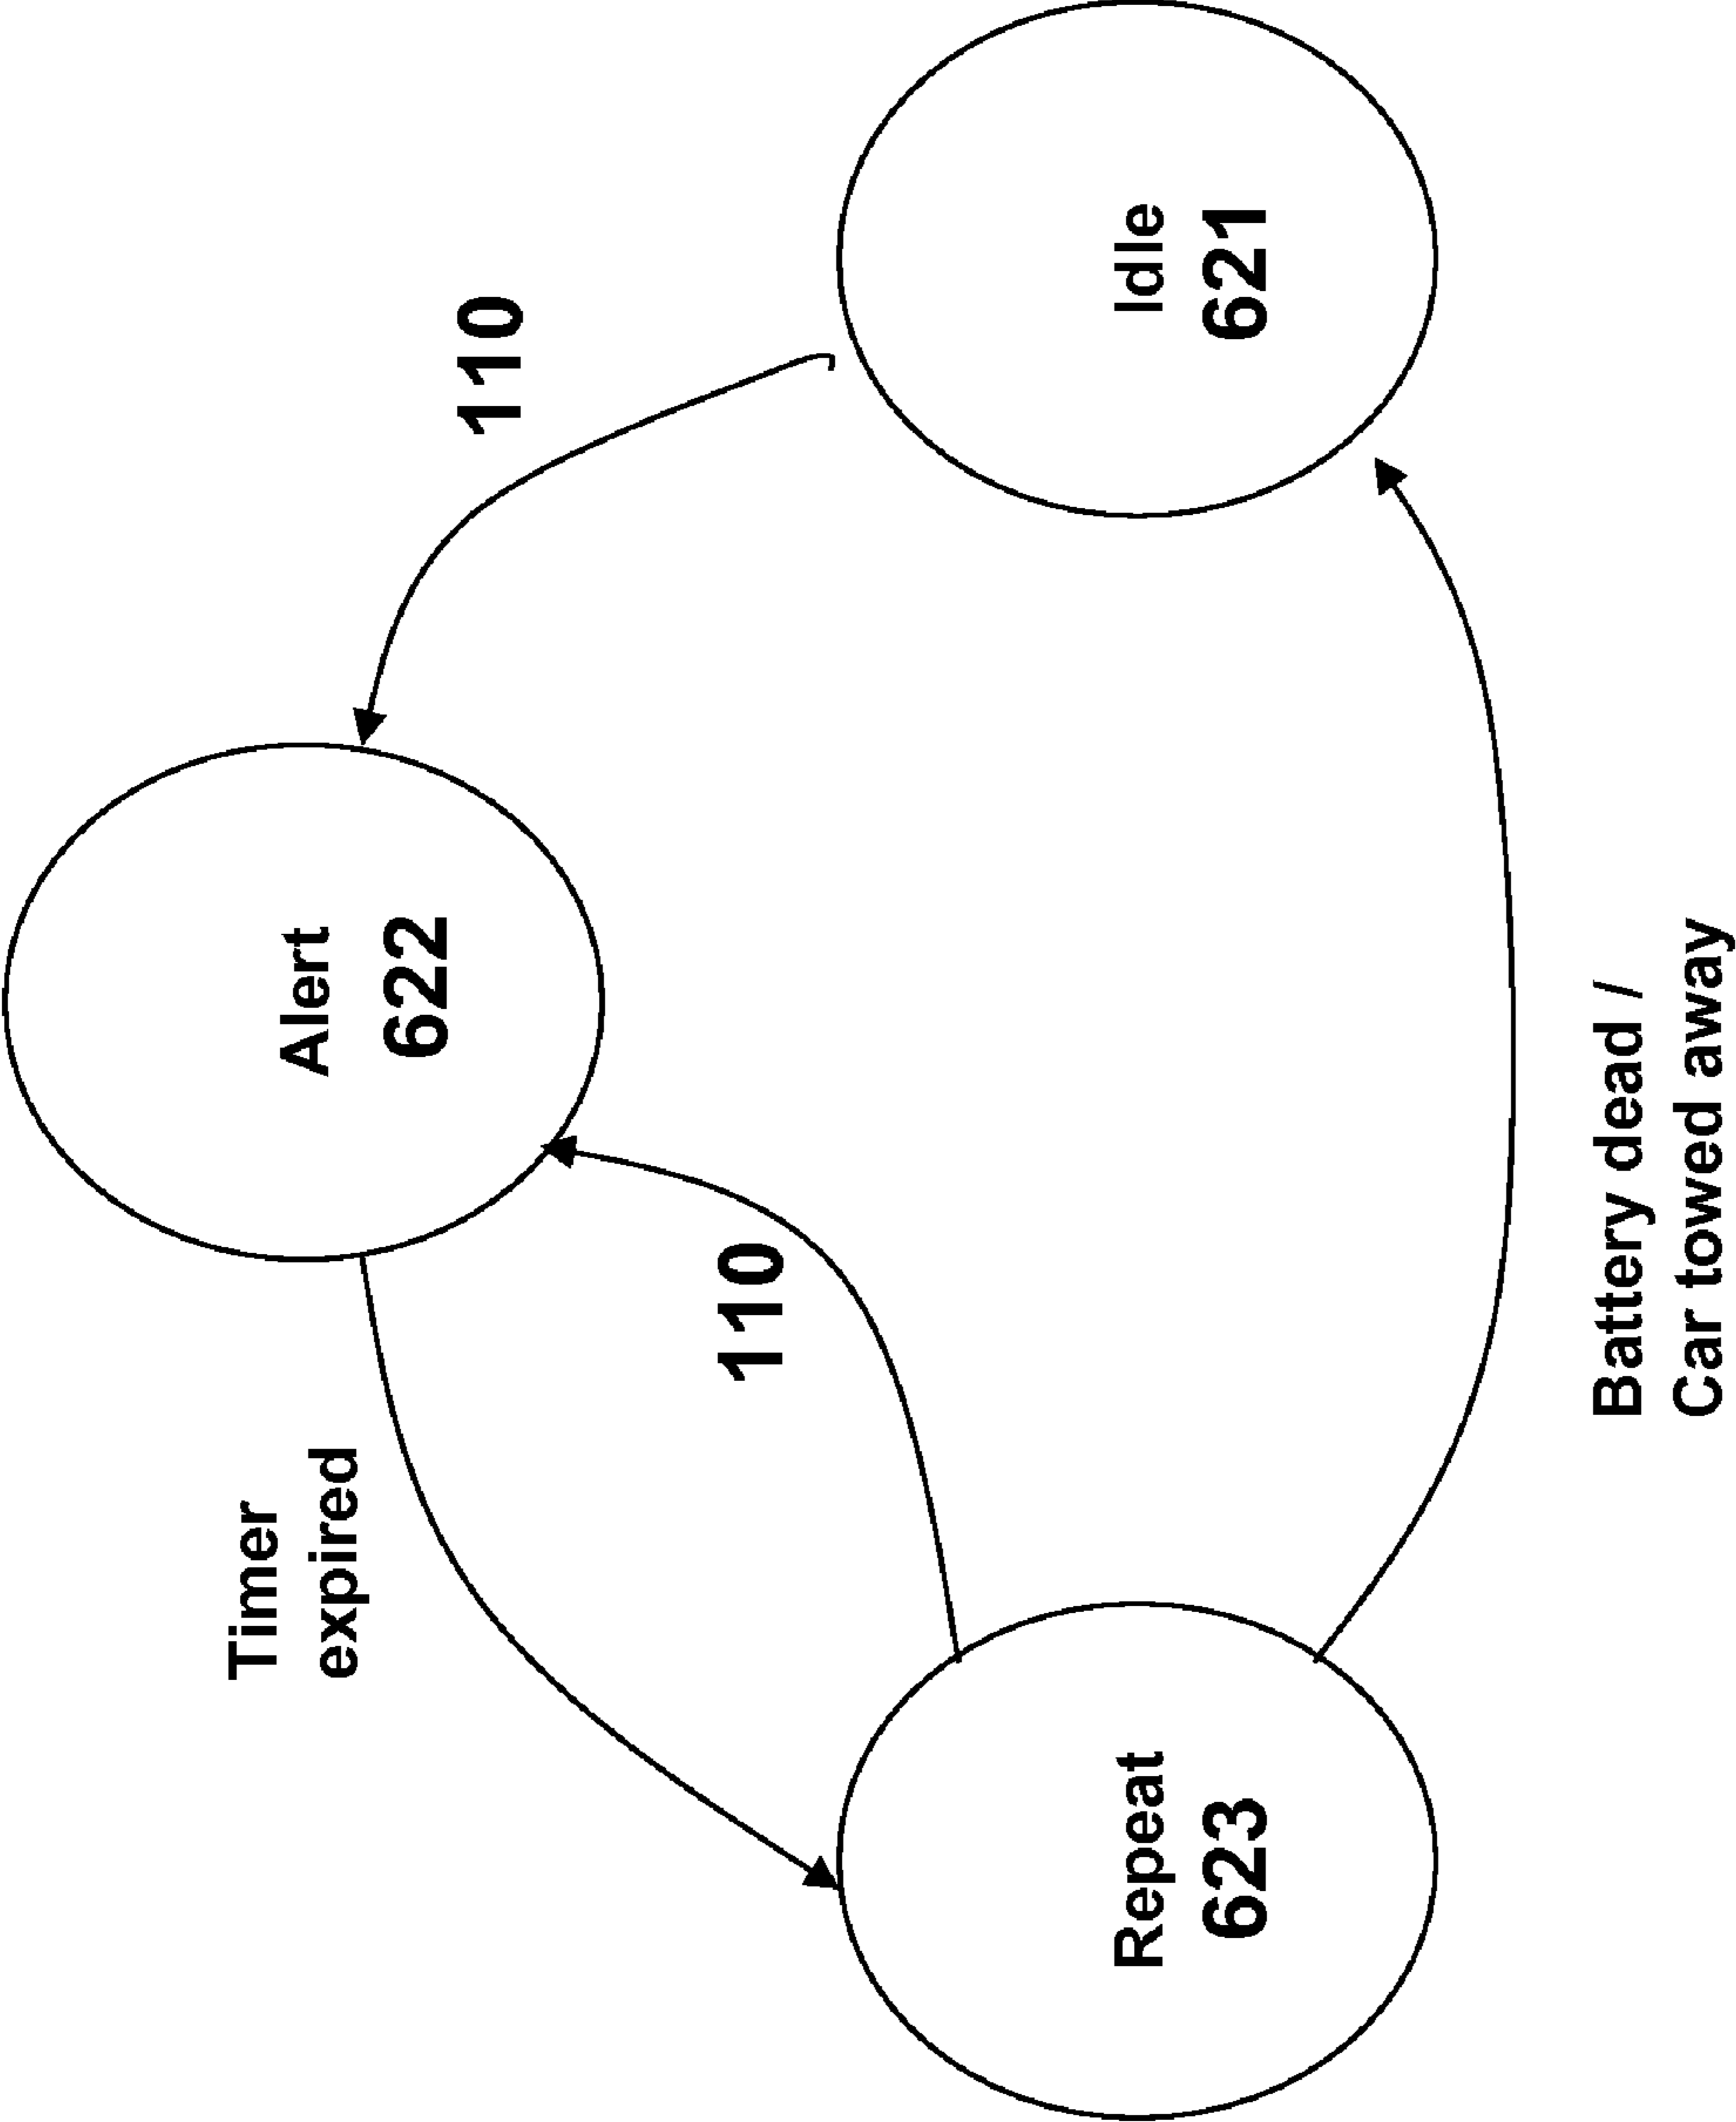 Timer
expired
Alert
622
110
110
Repeat
623
Idle
621
Battery dead /
Car towed away